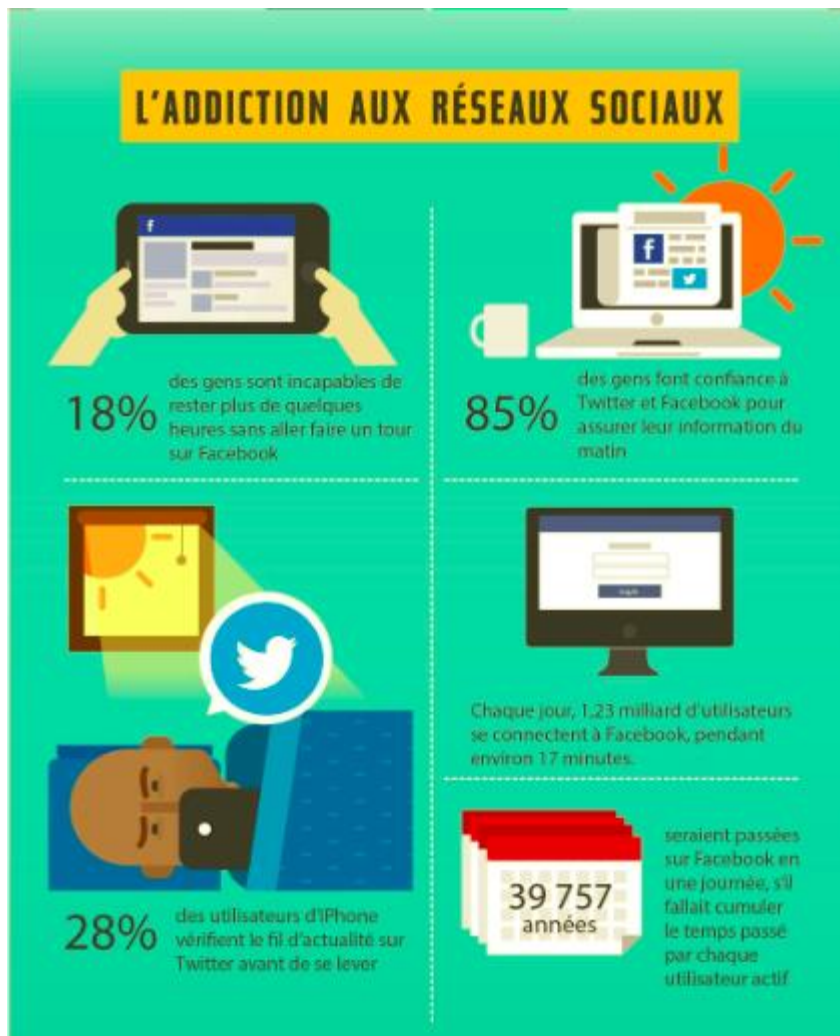 L'ADDICTION AUX RÉSEAUX SOCIAUX
f
18%
des gens sont incapables de
rester plus de quelques
heures sans aller faire un tour
sur Facebook
f
85%
des gens font confiance à
Twitter et Facebook pour
assurer leur information du
matin
28%
des utilisateurs d'iPhone
vérifient le fil d'actualité sur
Twitter avant de se lever
Chaque jour, 1,23 milliard d'utilisateurs
se connectent à Facebook, pendant
environ 17 minutes.
39 757
années
seraient passées
sur Facebook en
une journée, s'il
fallait cumuler
le temps passé
par chaque
utilisateur actif